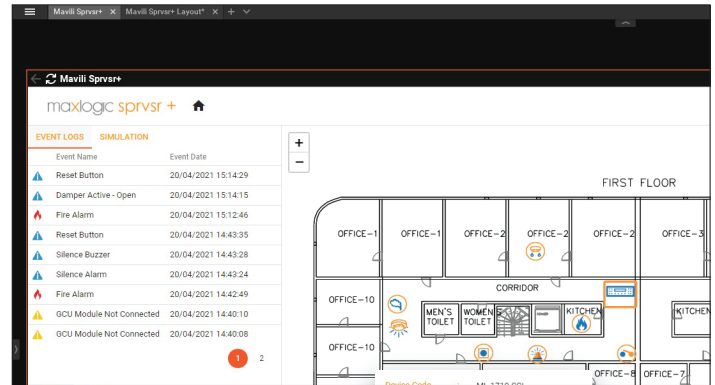 Mavili Sprvsr+ × Mavili Sprvsr+ Layout* × +
Mavili Sprvsr+
maxlogic sprvsr +
EVENT LOGS SIMULATION
Event Name Event Date
Reset Button 20/04/2021 15:14:29
Damper Active - Open 20/04/2021 15:14:15
Fire Alarm 20/04/2021 15:12:46
Reset Button 20/04/2021 14:43:35
Silence Buzzer 20/04/2021 14:43:28
Silence Alarm 20/04/2021 14:43:24
Fire Alarm 20/04/2021 14:42:49
GCU Module Not Connected 20/04/2021 14:40:10
GCU Module Not Connected 20/04/2021 14:40:08
1 2
+
−
FIRST FLOOR
OFFICE-1 OFFICE-1 OFFICE-2 OFFICE-2 OFFICE-2 OFFICE-3
CORRIDOR
OFFICE-10
MEN'S TOILET
WOMEN'S TOILET
KITCHEN
KITCHEN
OFFICE-10
OFFICE-8 OFFICE-7